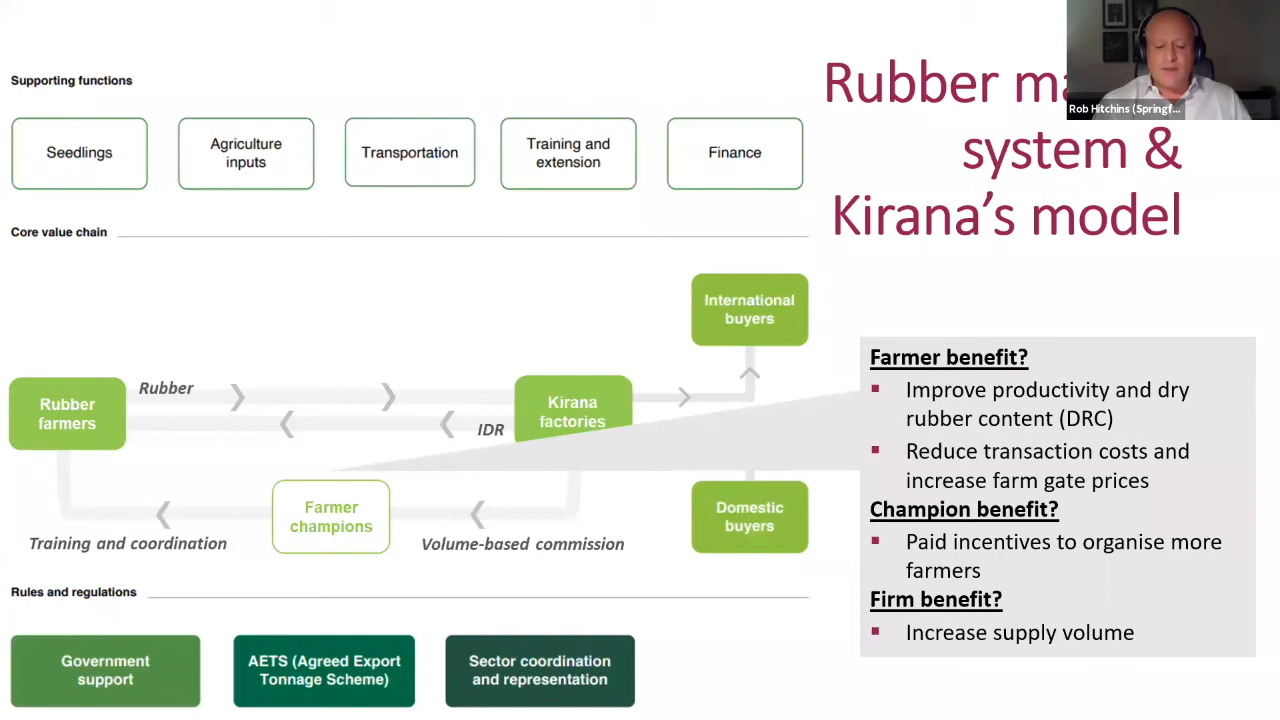 Rubber
system &
Kirana's model
Rob Hitchins (Springf...
Supporting functions
Seedlings
Agriculture
inputs
Transportation
Training and
extension
Finance
Core value chain
International
buyers
Rubber
farmers
Rubber
IDR
Kirana
factories
Farmer
champions
Training and coordination
Volume-based commission
Domestic
buyers
Rules and regulations
Government
support
AETS (Agreed Export
Tonnage Scheme)
Sector coordination
and representation
Farmer benefit?
Improve productivity and dry
rubber content (DRC)
Reduce transaction costs and
increase farm gate prices
Champion benefit?
Paid incentives to organise more
farmers
Firm benefit?
Increase supply volume